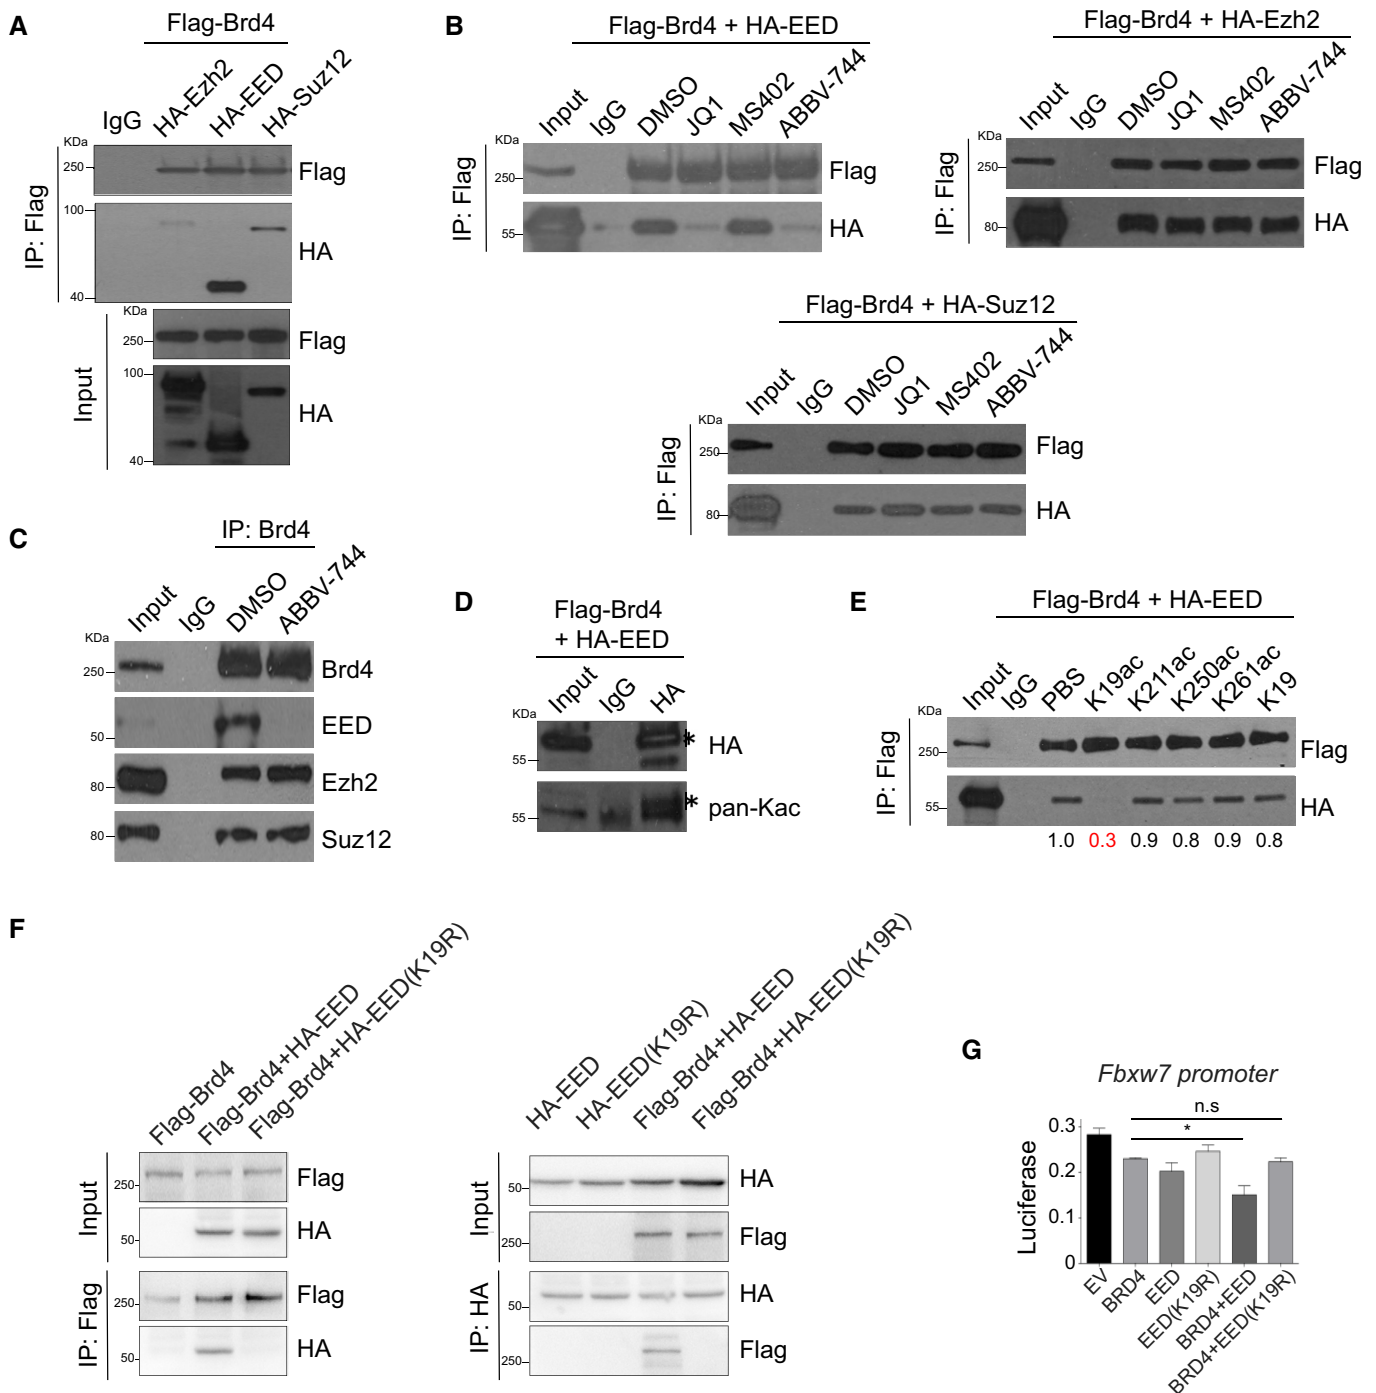 A
Flag-Brd4
IgG
HA-Ezh2
HA-EED
HA-Suz12
KDa
250
Flag
100
HA
40
IP: Flag
KDa
250
Flag
100
HA
40
Input
B
Flag-Brd4 + HA-EED
Input
IgG
DMSO
JQ1
MS402
ABBV-744
KDa
250
Flag
55
HA
IP: Flag
Flag-Brd4 + HA-Ezh2
Input
IgG
DMSO
JQ1
MS402
ABBV-744
KDa
250
Flag
80
HA
IP: Flag
Flag-Brd4 + HA-Suz12
Input
IgG
DMSO
JQ1
MS402
ABBV-744
KDa
250
Flag
80
HA
IP: Flag
C
IP: Brd4
Input
IgG
DMSO
ABBV-744
KDa
250
Brd4
EED
50
Ezh2
80
80
Suz12
D
Flag-Brd4
+ HA-EED
Input
IgG
HA
KDa
* HA
55
* pan-Kac
55
E
Flag-Brd4 + HA-EED
Input
IgG
PBS
K19ac
K211ac
K250ac
K261ac
K19
KDa
250
Flag
55
HA
IP: Flag
1.0 0.3 0.9 0.8 0.9 0.8
F
Flag-Brd4
Flag-Brd4+HA-EED
Flag-Brd4+HA-EED(K19R)
Input
250
Flag
50
HA
IP: Flag
250
Flag
50
HA
HA-EED
HA-EED(K19R)
Flag-Brd4+HA-EED
Flag-Brd4+HA-EED(K19R)
Input
50
HA
250
Flag
IP: HA
50
HA
250
Flag
G
Fbxw7 promoter
n.s
*
0.3
0.2
0.1
0
Luciferase
EV
BRD4
EED
EED(K19R)
BRD4+EED
BRD4+EED(K19R)